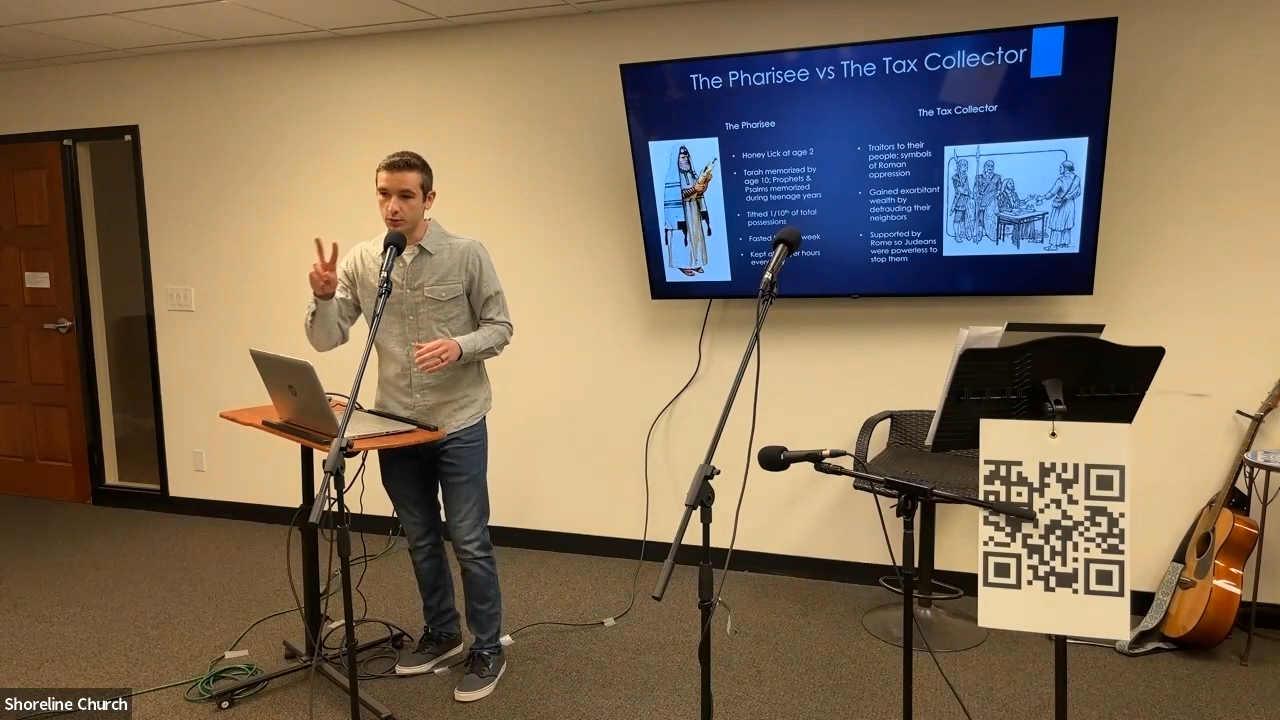 The Pharisee vs The Tax Collector
The Pharisee
• Honey Lick at age 2
• Torah memorized by
age 10; Prophets &
Psalms memorized
during teenage years
• Tithed 1/10th of total
possessions
• Fasted week
• Kept hours
The Tax Collector
• Traitors to their
people; symbols
of Roman
oppression
• Gained exorbitant
wealth by
defrauding their
neighbors
• Supported by
Rome so Judeans
were powerless to
stop them
Shoreline Church